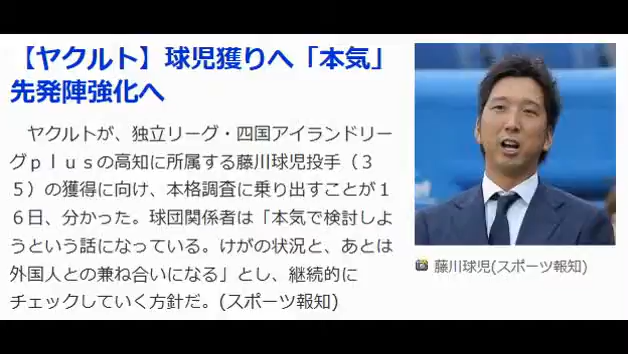 【ヤクルト】球児獲りへ「本気」
先発陣強化へ
ヤクルトが、独立リーグ・四国アイランドリー
グｐｌｕｓの高知に所属する藤川球児投手（３
５）の獲得に向け、本格調査に乗り出すことが１
６日、分かった。球団関係者は「本気で検討しよ
うという話になっている。けがの状況と、あとは
外国人との兼ね合いになる」とし、継続的に
チェックしていく方針だ。(スポーツ報知)
藤川球児(スポーツ報知)